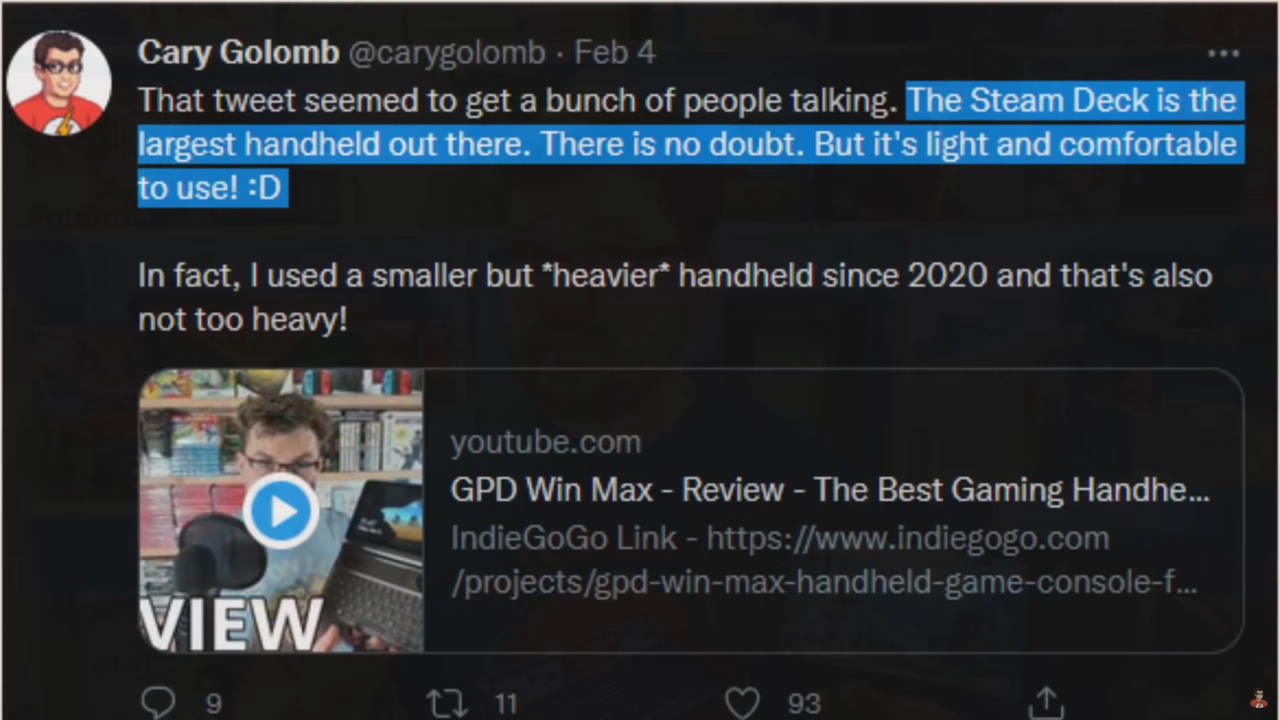 Cary Golomb @carygolomb · Feb 4
That tweet seemed to get a bunch of people talking. The Steam Deck is the
largest handheld out there. There is no doubt. But it's light and comfortable
to use! :D
In fact, I used a smaller but *heavier* handheld since 2020 and that's also
not too heavy!
youtube.com
GPD Win Max - Review - The Best Gaming Handhe...
IndieGoGo Link - https://www.indiegogo.com
/projects/gpd-win-max-handheld-game-console-f...
VIEW
9 11 93